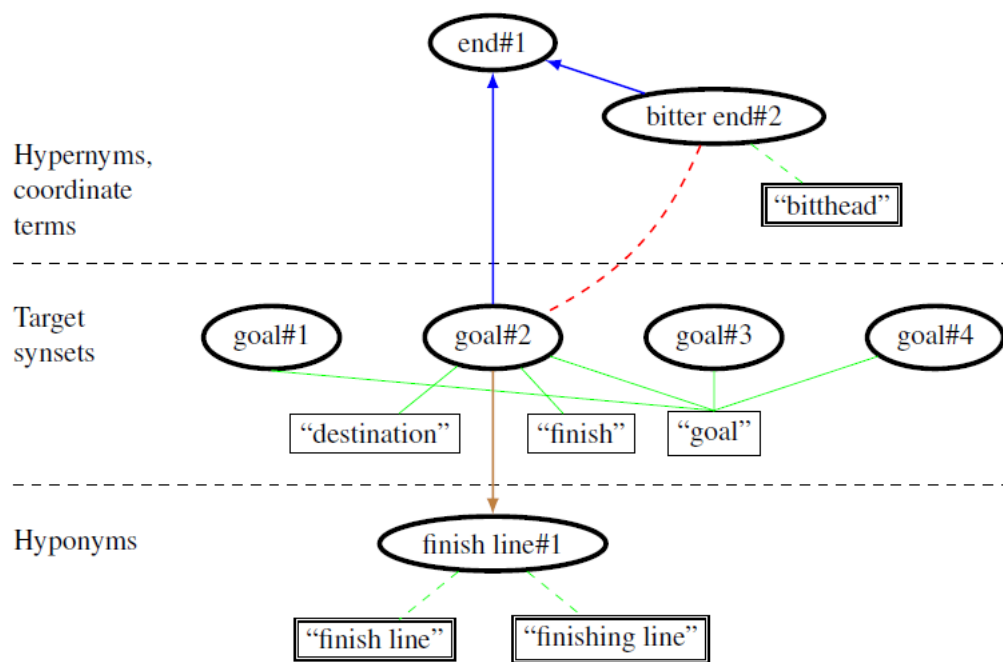 end#1
bitter end#2
Hypernyms,
coordinate
terms
“bitthead”
Target
synsets
goal#1
goal#2
goal#3
goal#4
“destination”
“finish”
“goal”
Hyponyms
finish line#1
“finish line”
“finishing line”